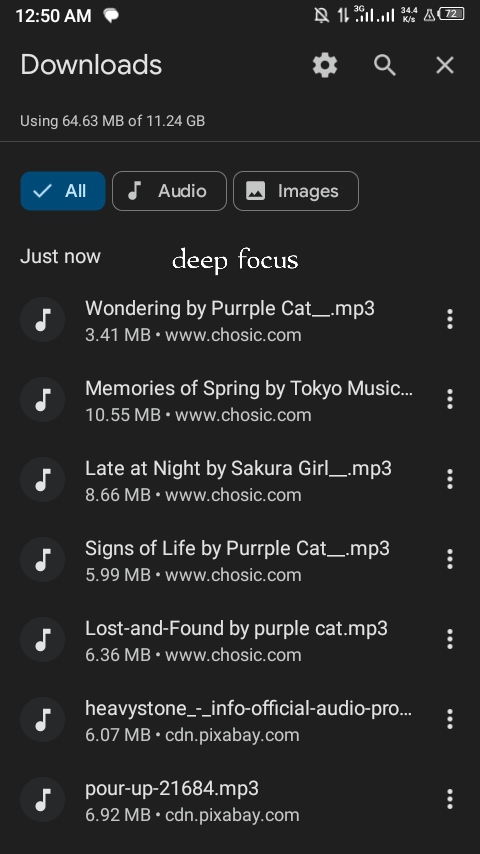 12:50 AM 3G 34.4 K/s 72
Downloads
Using 64.63 MB of 11.24 GB
All Audio Images
Just now deep focus
Wondering by Purrple Cat__.mp3
3.41 MB • www.chosic.com
Memories of Spring by Tokyo Music...
10.55 MB • www.chosic.com
Late at Night by Sakura Girl__.mp3
8.66 MB • www.chosic.com
Signs of Life by Purrple Cat__.mp3
5.99 MB • www.chosic.com
Lost-and-Found by purple cat.mp3
6.36 MB • www.chosic.com
heavystone_-_info-official-audio-pro...
6.07 MB • cdn.pixabay.com
pour-up-21684.mp3
6.92 MB • cdn.pixabay.com